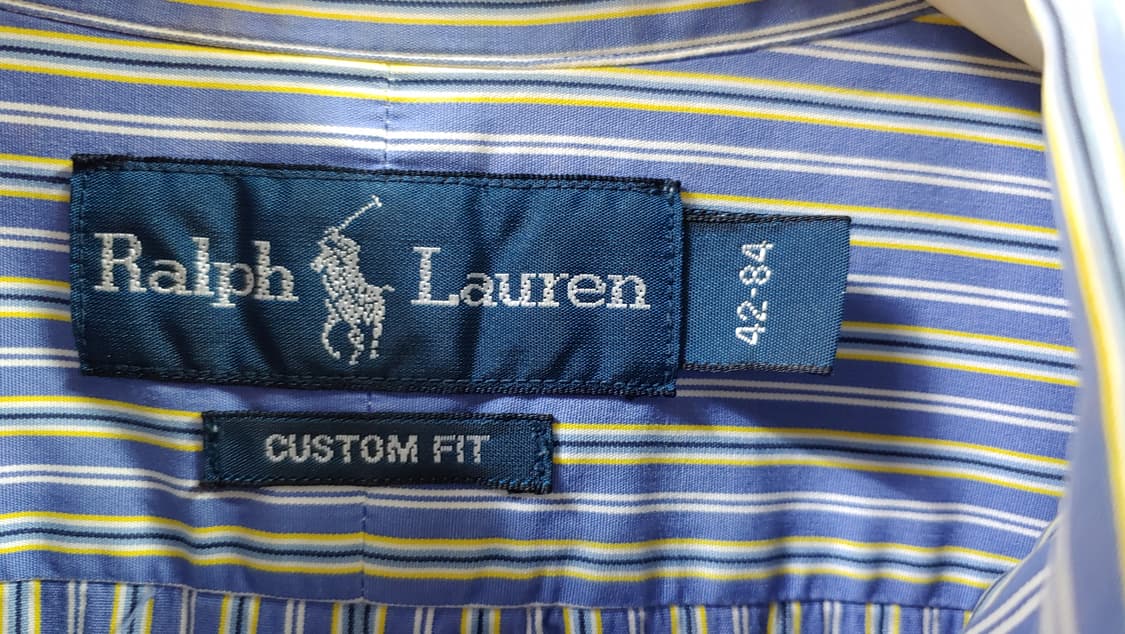 Ralph Lauren
42-84
CUSTOM FIT